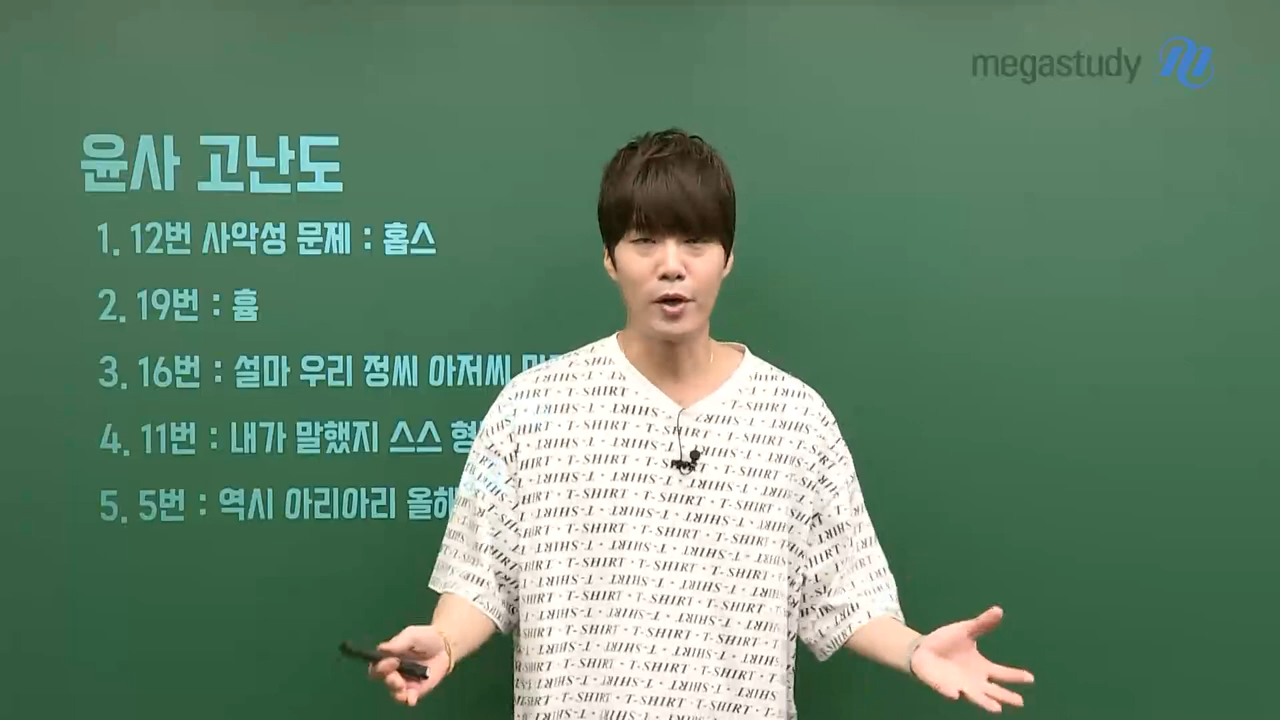 megastudy
윤사 고난도
1. 12번 사악성 문제 : 홉스
2. 19번 : 흄
3. 16번 : 설마 우리 정씨 아저씨
4. 11번 : 내가 말했지 스스
5. 5번 : 역시 아리아리 올해
T-SHIRT · T-SHIRT · T-SHIRT